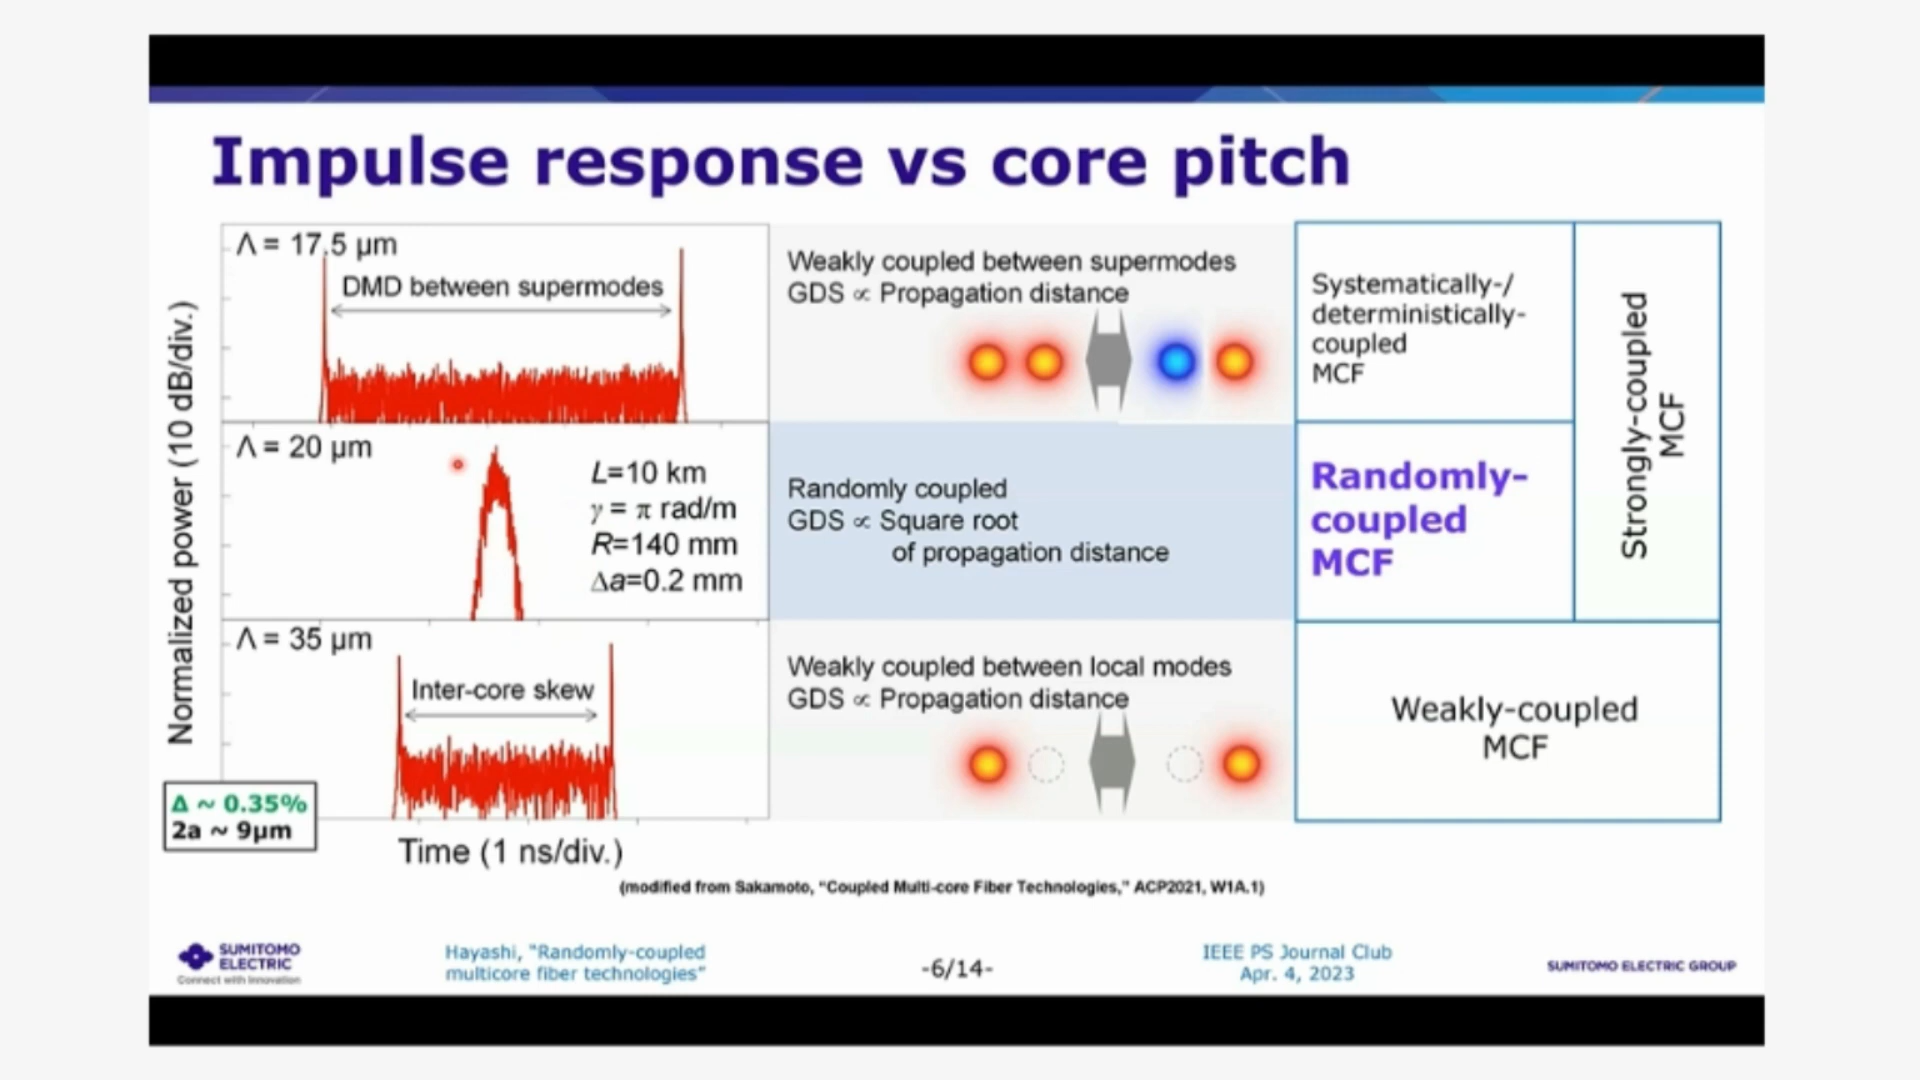 Impulse response vs core pitch
Normalized power (10 dB/div.)
Λ = 17.5 μm
DMD between supermodes
Weakly coupled between supermodes
GDS ∝ Propagation distance
Systematically-/
deterministically-
coupled
MCF
Strongly-coupled
MCF
Λ = 20 μm
L=10 km
γ = π rad/m
R=140 mm
Δa=0.2 mm
Randomly coupled
GDS ∝ Square root
of propagation distance
Randomly-
coupled
MCF
Λ = 35 μm
Inter-core skew
Weakly coupled between local modes
GDS ∝ Propagation distance
Weakly-coupled
MCF
Δ ~ 0.35%
2a ~ 9μm
Time (1 ns/div.)
(modified from Sakamoto, "Coupled Multi-core Fiber Technologies," ACP2021, W1A.1)
SUMITOMO
ELECTRIC
Connect with Innovation
Hayashi, "Randomly-coupled
multicore fiber technologies"
-6/14-
IEEE PS Journal Club
Apr. 4, 2023
SUMITOMO ELECTRIC GROUP